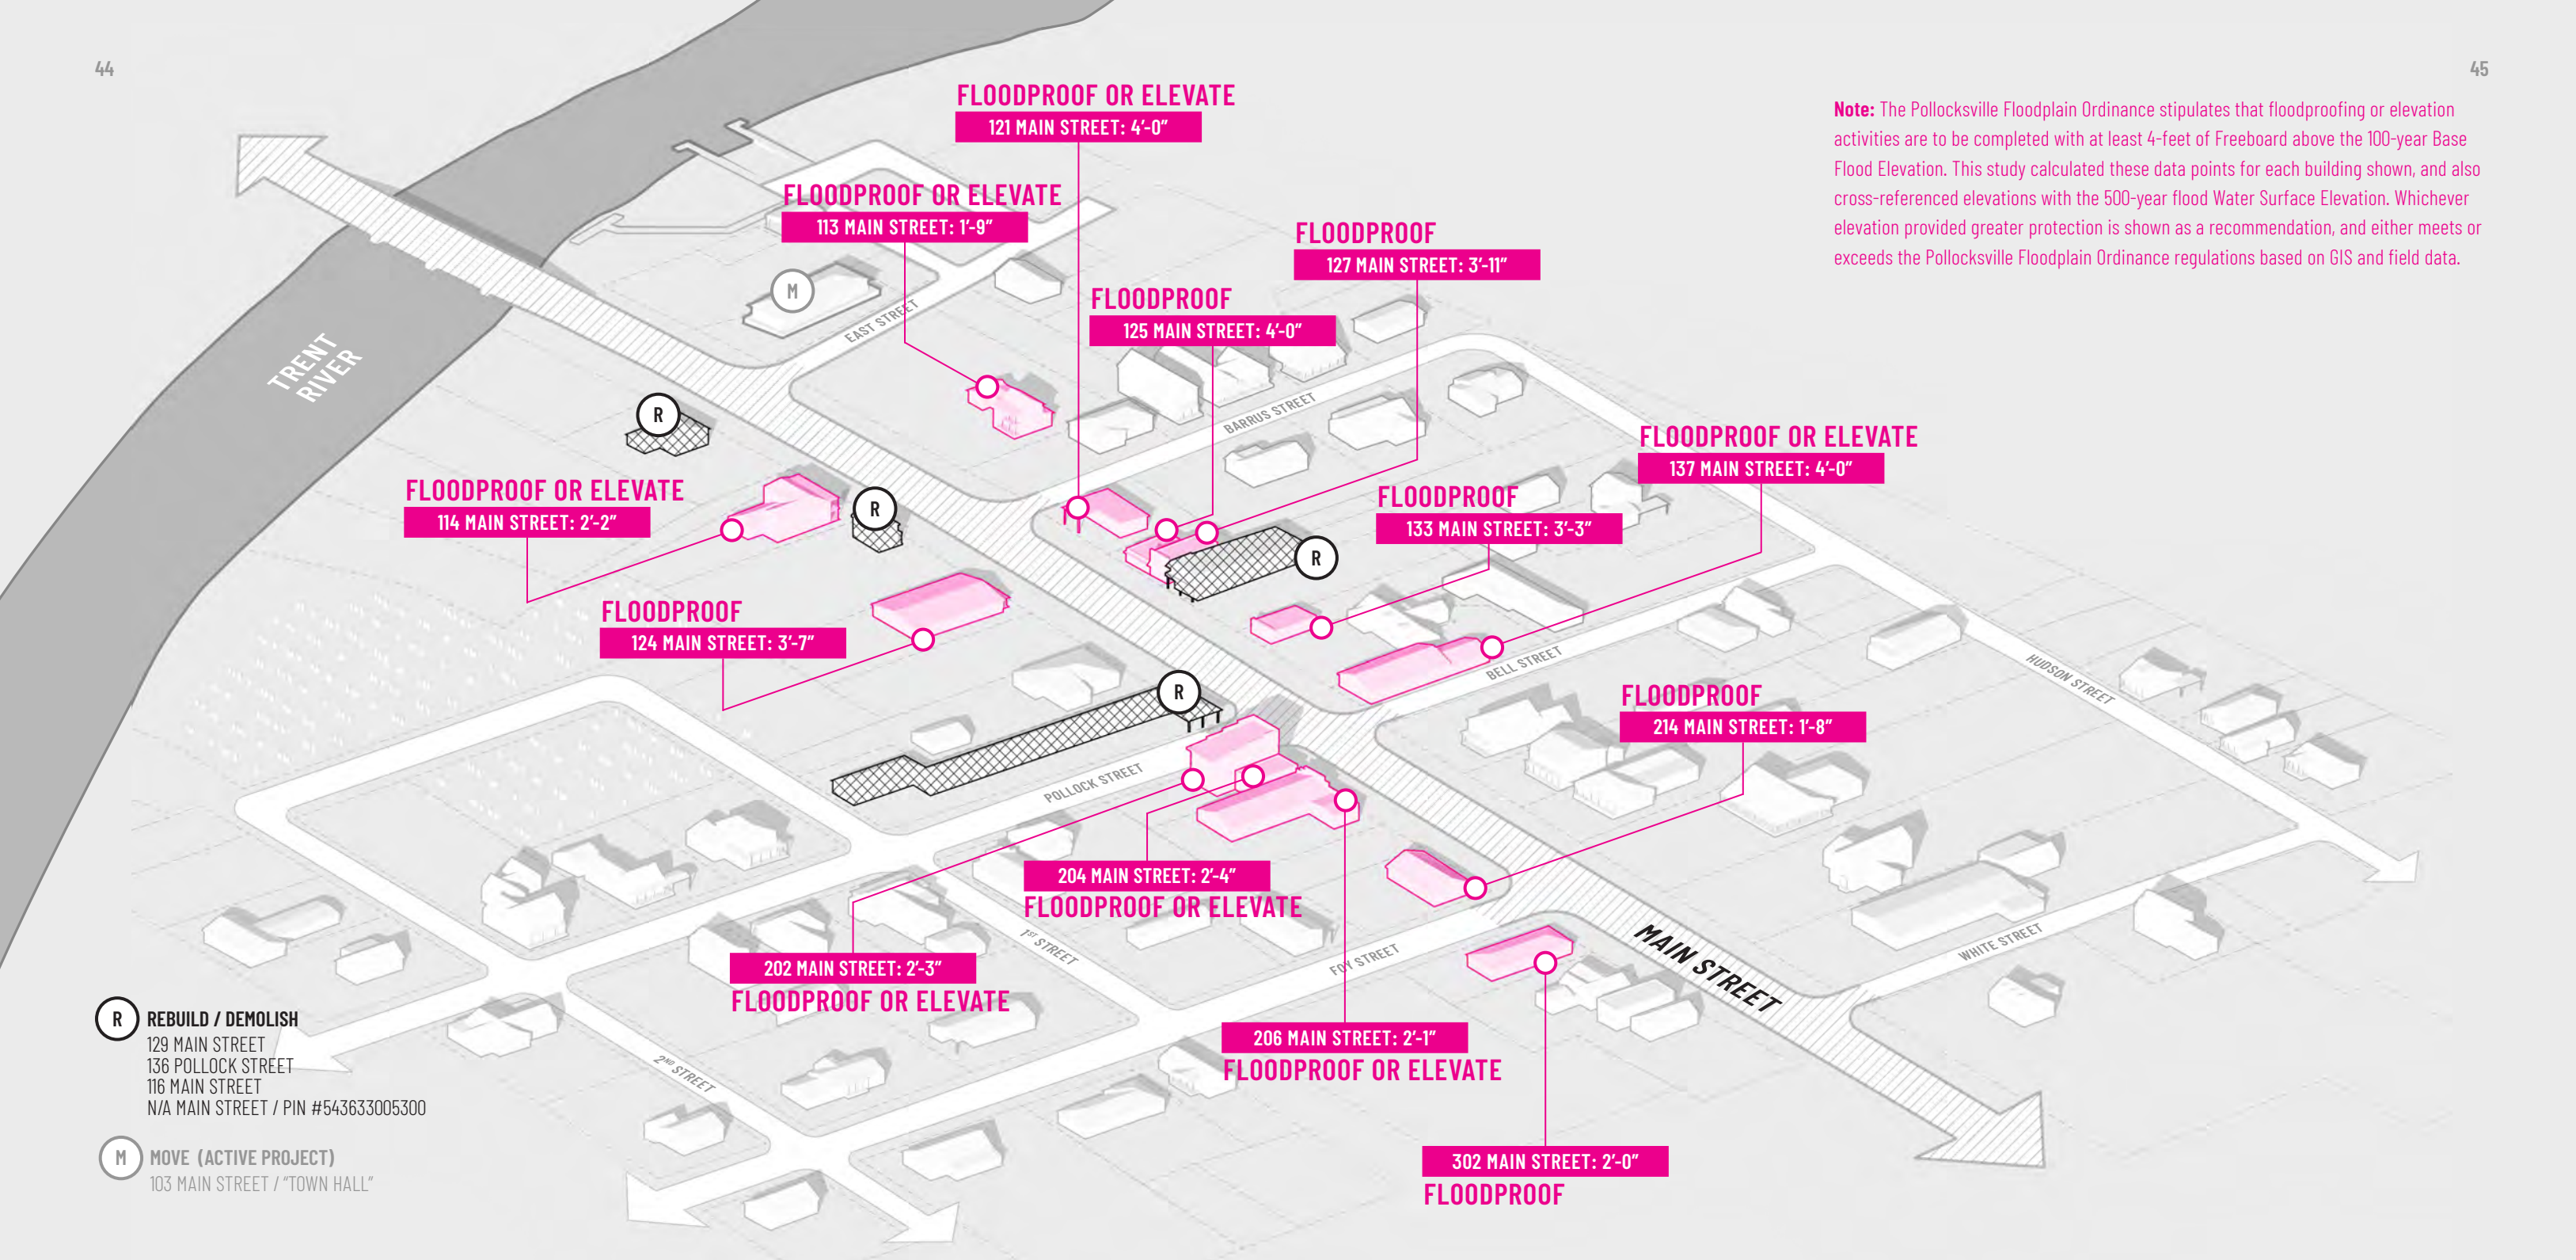 44
45
Note: The Pollocksville Floodplain Ordinance stipulates that floodproofing or elevation
activities are to be completed with at least 4-feet of Freeboard above the 100-year Base
Flood Elevation. This study calculated these data points for each building shown, and also
cross-referenced elevations with the 500-year flood Water Surface Elevation. Whichever
elevation provided greater protection is shown as a recommendation, and either meets or
exceeds the Pollocksville Floodplain Ordinance regulations based on GIS and field data.
FLOODPROOF OR ELEVATE
121 MAIN STREET: 4'-0"
FLOODPROOF OR ELEVATE
113 MAIN STREET: 1'-9"
FLOODPROOF
127 MAIN STREET: 3'-11"
FLOODPROOF
125 MAIN STREET: 4'-0"
M
EAST STREET
TRENT
RIVER
R
BARRUS STREET
FLOODPROOF OR ELEVATE
137 MAIN STREET: 4'-0"
FLOODPROOF OR ELEVATE
114 MAIN STREET: 2'-2"
R
FLOODPROOF
133 MAIN STREET: 3'-3"
R
FLOODPROOF
124 MAIN STREET: 3'-7"
BELL STREET
HUDSON STREET
R
FLOODPROOF
214 MAIN STREET: 1'-8"
POLLOCK STREET
204 MAIN STREET: 2'-4"
FLOODPROOF OR ELEVATE
1ST STREET
FOY STREET
MAIN STREET
WHITE STREET
202 MAIN STREET: 2'-3"
FLOODPROOF OR ELEVATE
206 MAIN STREET: 2'-1"
FLOODPROOF OR ELEVATE
2ND STREET
302 MAIN STREET: 2'-0"
FLOODPROOF
R REBUILD / DEMOLISH
129 MAIN STREET
136 POLLOCK STREET
116 MAIN STREET
N/A MAIN STREET / PIN #543633005300
M MOVE (ACTIVE PROJECT)
103 MAIN STREET / "TOWN HALL"